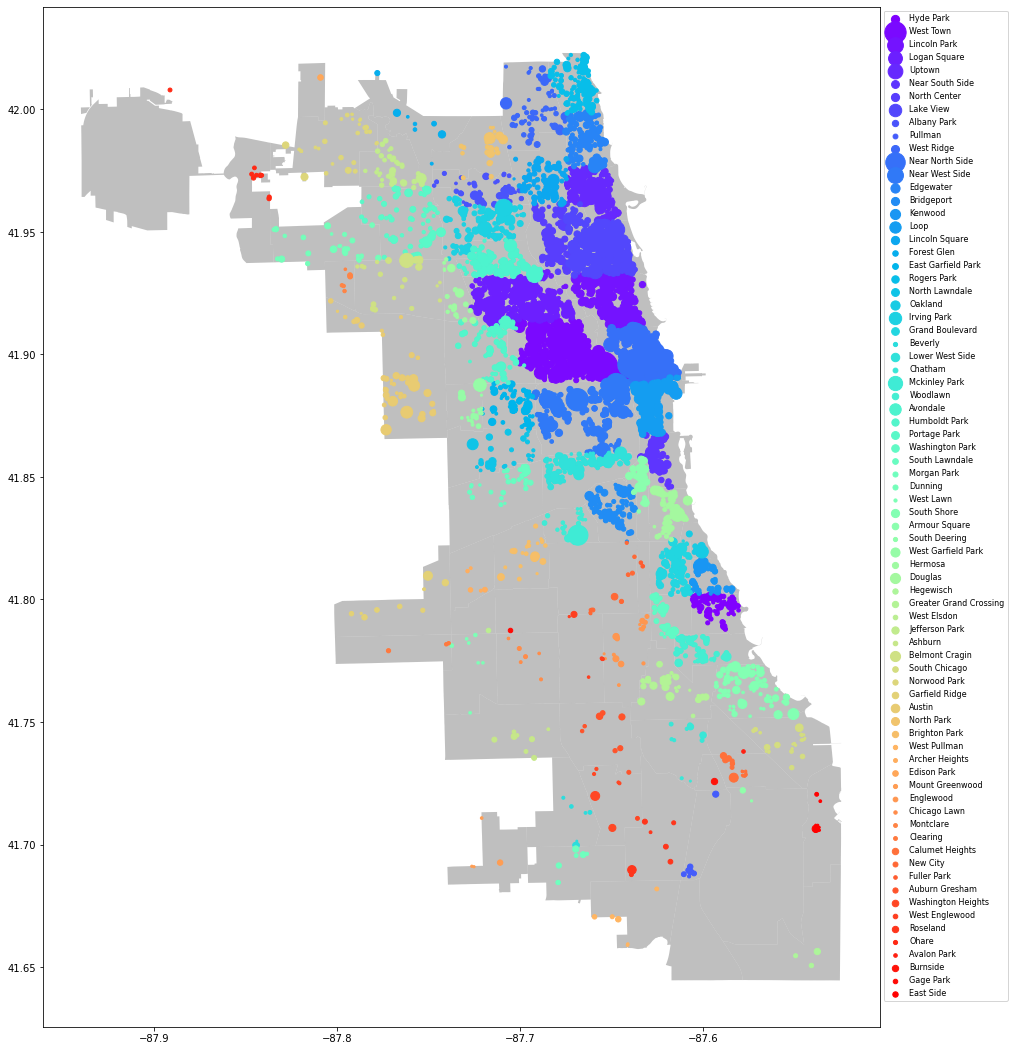 42.00
41.95
41.90
41.85
41.80
41.75
41.70
41.65
−87.9
−87.8
−87.7
−87.6
Hyde Park
West Town
Lincoln Park
Logan Square
Uptown
Near South Side
North Center
Lake View
Albany Park
Pullman
West Ridge
Near North Side
Near West Side
Edgewater
Bridgeport
Kenwood
Loop
Lincoln Square
Forest Glen
East Garfield Park
Rogers Park
North Lawndale
Oakland
Irving Park
Grand Boulevard
Beverly
Lower West Side
Chatham
Mckinley Park
Woodlawn
Avondale
Humboldt Park
Portage Park
Washington Park
South Lawndale
Morgan Park
Dunning
West Lawn
South Shore
Armour Square
South Deering
West Garfield Park
Hermosa
Douglas
Hegewisch
Greater Grand Crossing
West Elsdon
Jefferson Park
Ashburn
Belmont Cragin
South Chicago
Norwood Park
Garfield Ridge
Austin
North Park
Brighton Park
West Pullman
Archer Heights
Edison Park
Mount Greenwood
Englewood
Chicago Lawn
Montclare
Clearing
Calumet Heights
New City
Fuller Park
Auburn Gresham
Washington Heights
West Englewood
Roseland
Ohare
Avalon Park
Burnside
Gage Park
East Side